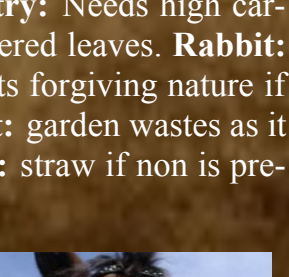 try: Needs high car-
ered leaves. Rabbit:
ts forgiving nature if
: garden wastes as it
: straw if non is pre-